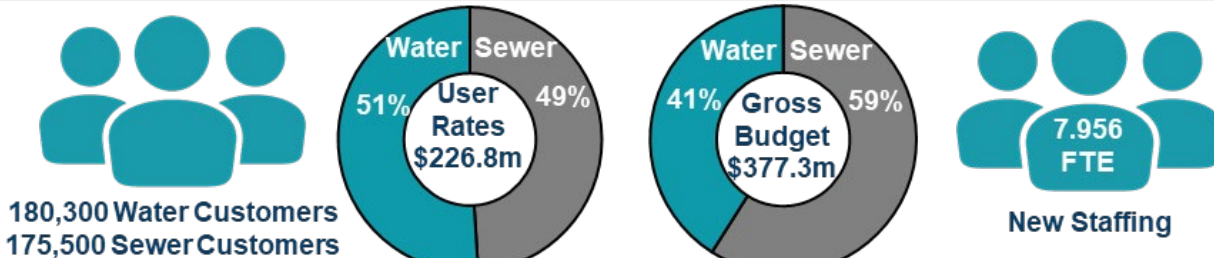 180,300 Water Customers
175,500 Sewer Customers
Water Sewer
51%
49%
User
Rates
$226.8m
Water Sewer
41%
59%
Gross
Budget
$377.3m
7.956
FTE
New Staffing